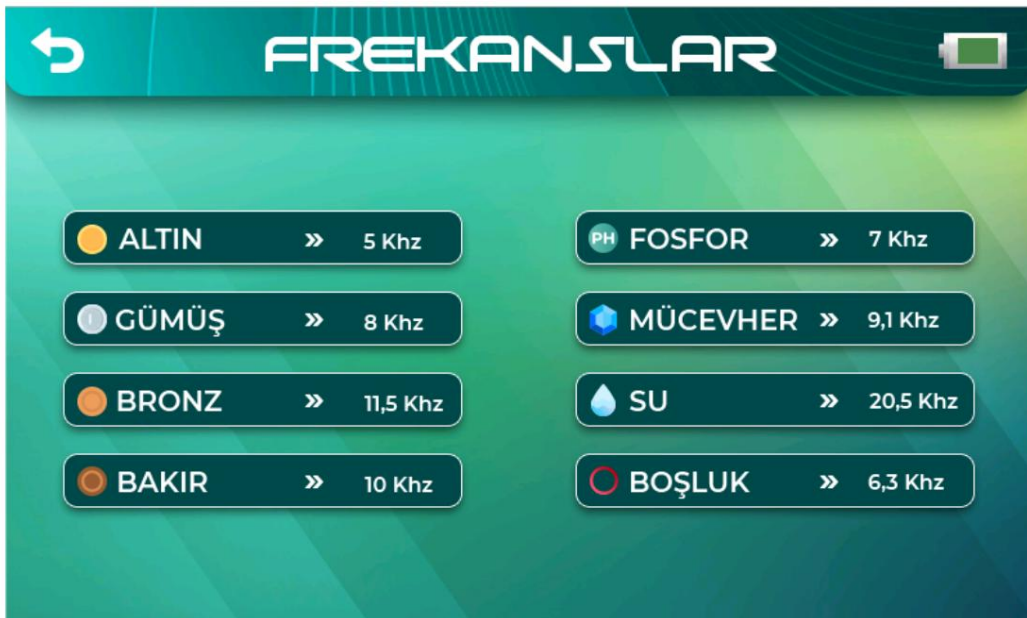 FREKANSLAR
ALTIN » 5 Khz
GÜMÜŞ » 8 Khz
BRONZ » 11,5 Khz
BAKIR » 10 Khz
PH FOSFOR » 7 Khz
MÜCEVHER » 9,1 Khz
SU » 20,5 Khz
BOŞLUK » 6,3 Khz